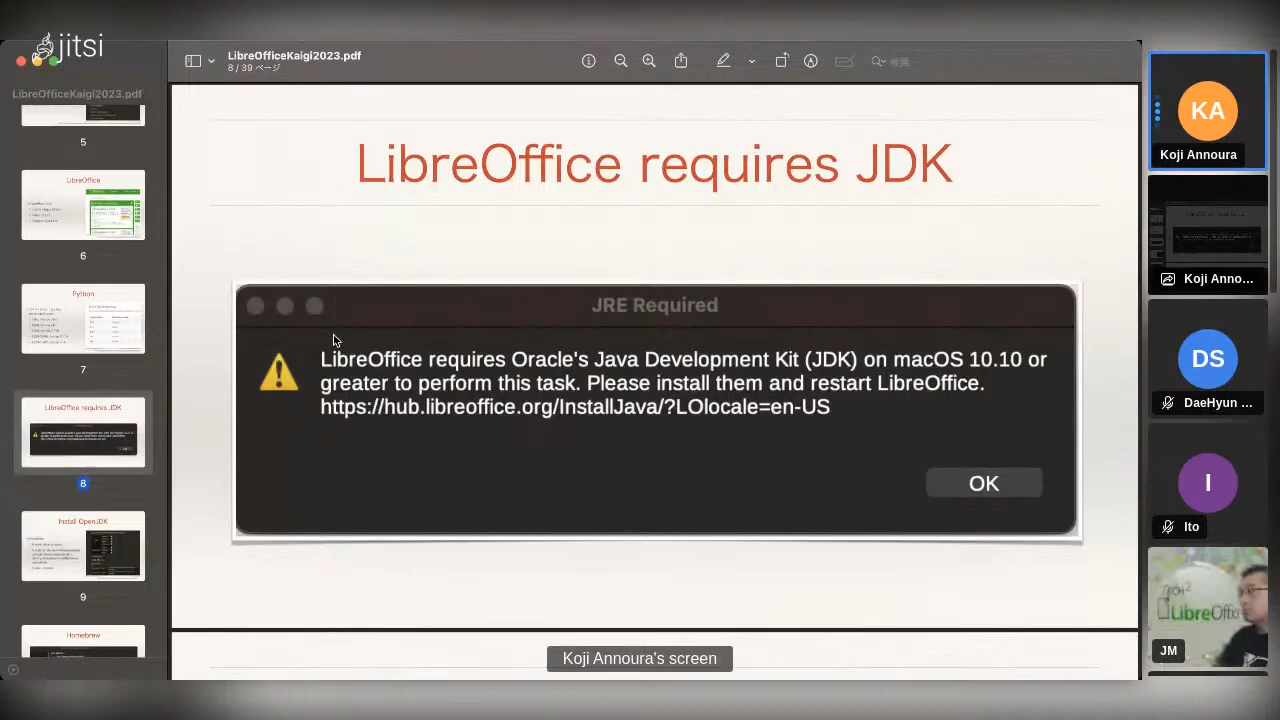 jitsi
LibreOfficeKaigi2023.pdf
8 / 39 ページ
検索
LibreOfficeKaigi2023.pdf
5
LibreOffice
6
Python
7
LibreOffice requires JDK
8
Install OpenJDK
9
Homebrew
LibreOffice requires JDK
JRE Required
LibreOffice requires Oracle's Java Development Kit (JDK) on macOS 10.10 or
greater to perform this task. Please install them and restart LibreOffice.
https://hub.libreoffice.org/InstallJava/?LOlocale=en-US
OK
Koji Annoura's screen
KA
Koji Annoura
Koji Anno...
DS
DaeHyun ...
I
Ito
LibreOffic
JM